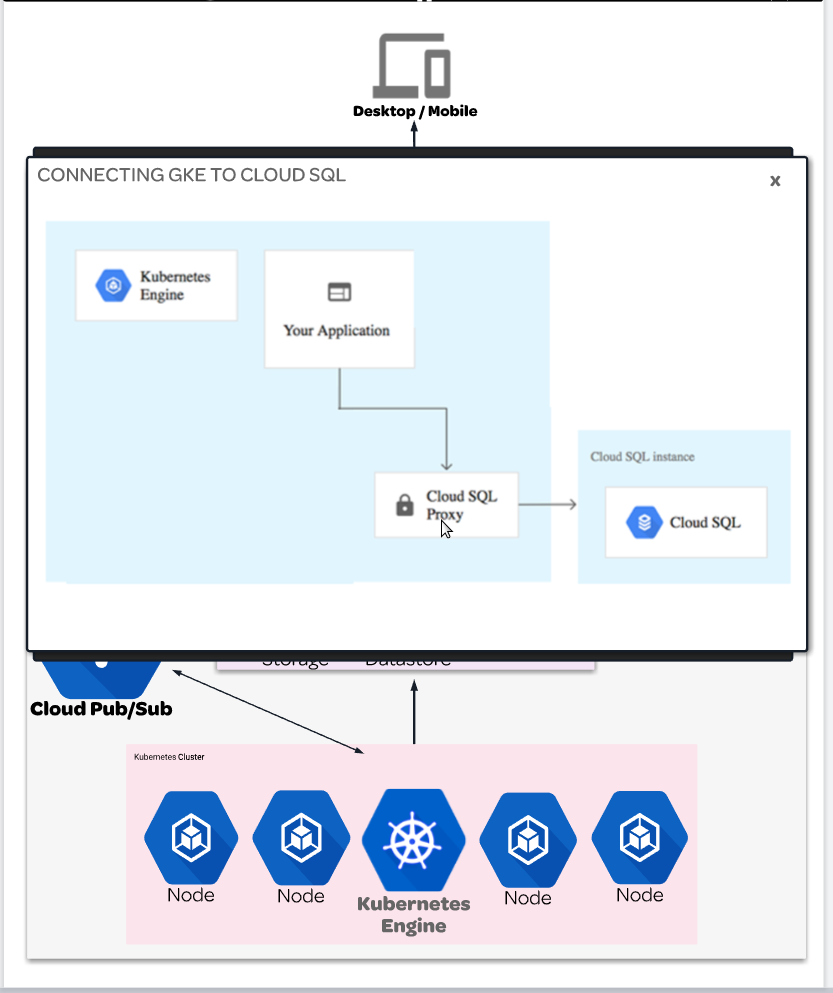 Desktop / Mobile
CONNECTING GKE TO CLOUD SQL
x
Kubernetes
Engine
Your Application
Cloud SQL
Proxy
Cloud SQL instance
Cloud SQL
Storage Datastore
Cloud Pub/Sub
Kubernetes Cluster
Node
Node
Kubernetes
Engine
Node
Node